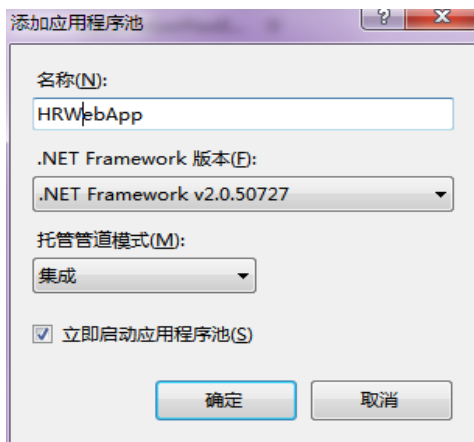 添加应用程序池
名称(N):
HRWebApp
.NET Framework 版本(F):
.NET Framework v2.0.50727
托管管道模式(M):
集成
立即启动应用程序池(S)
确定
取消